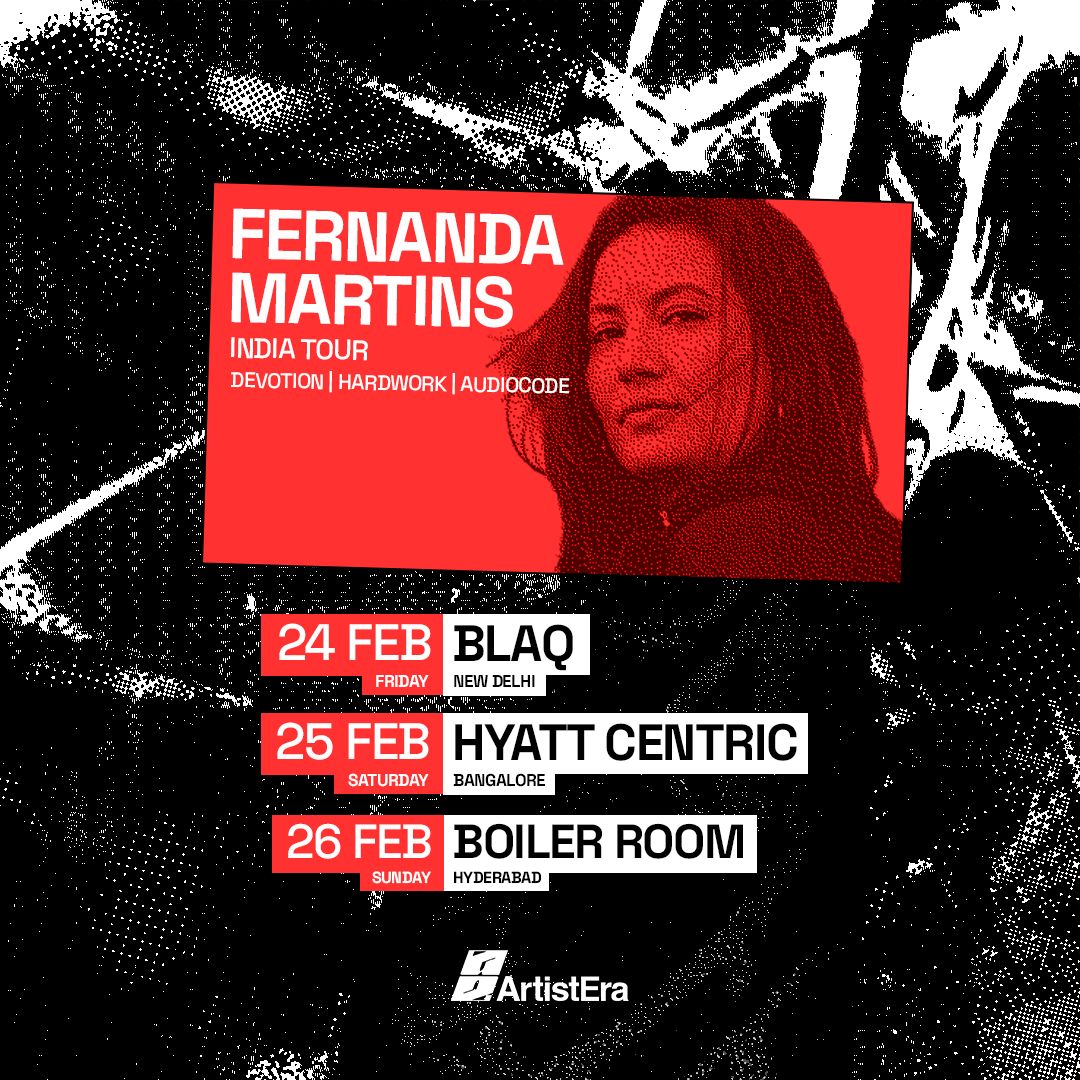 FERNANDA
MARTINS
INDIA TOUR
DEVOTION | HARDWORK | AUDIOCODE
24 FEB BLAQ
FRIDAY NEW DELHI
25 FEB HYATT CENTRIC
SATURDAY BANGALORE
26 FEB BOILER ROOM
SUNDAY HYDERABAD
ArtistEra